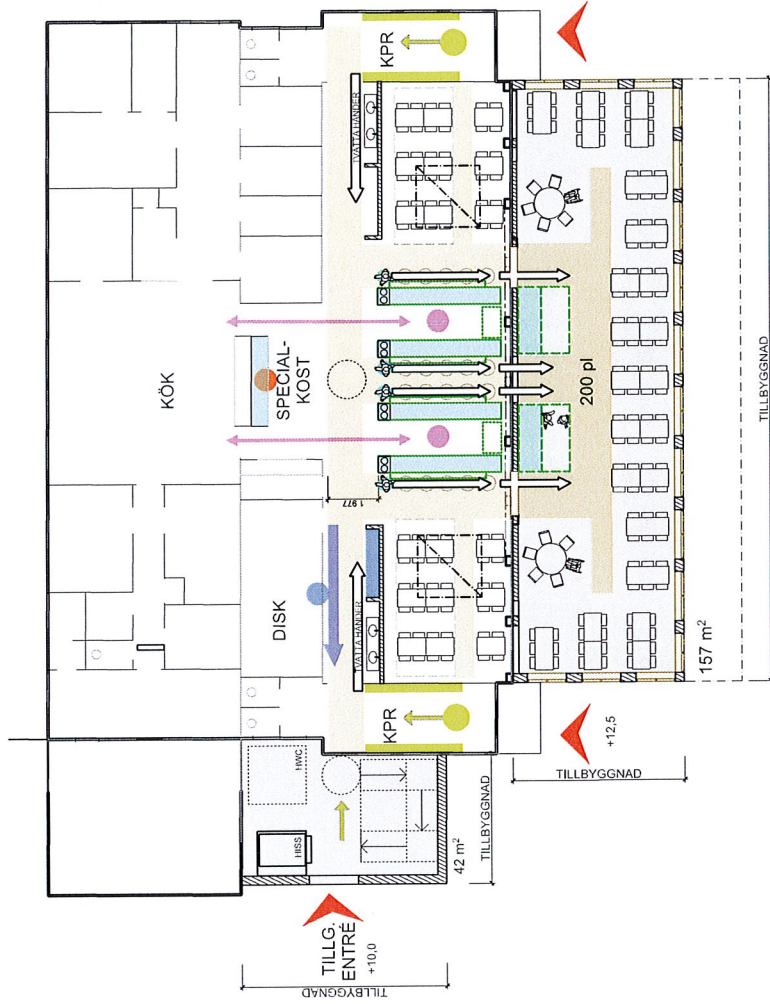 KPR
TVÄTTA HÄNDER
KÖK
SPECIAL-
KOST
200 pl
TILLBYGGNAD
1 977
DISK
TVÄTTA HÄNDER
KPR
157 m²
+12,5
TILLBYGGNAD
HWC
HISS
42 m²
TILLBYGGNAD
TILLG.
ENTRÉ
+10,0
TILLBYGGNAD